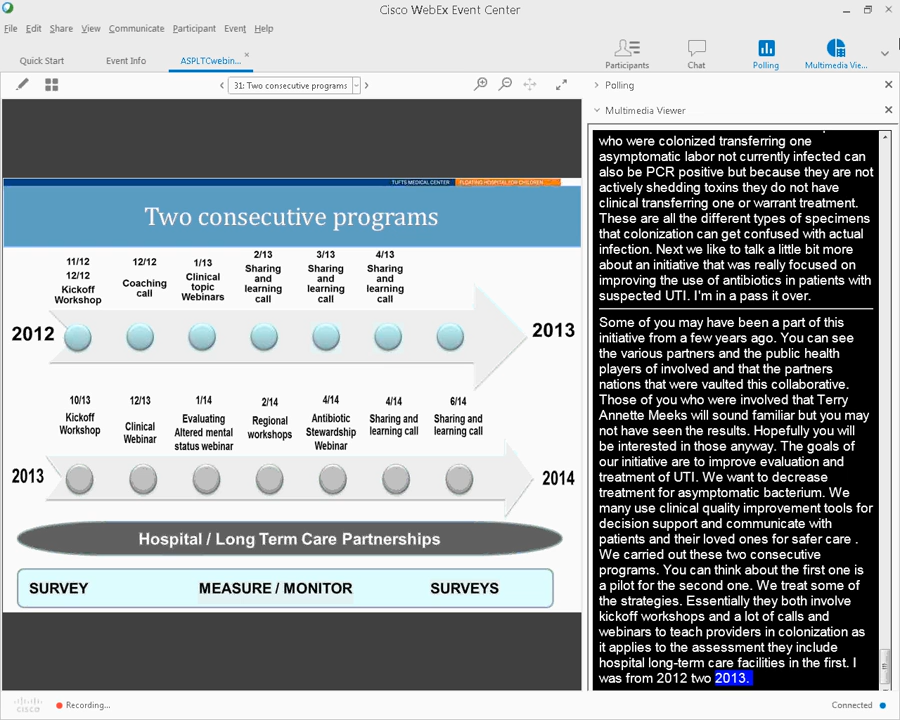 Cisco WebEx Event Center
File Edit Share View Communicate Participant Event Help
Quick Start Event Info ASPLTCwebin...
Participants Chat Polling Multimedia Vie...
31: Two consecutive programs
Polling
Multimedia Viewer
TUFTS MEDICAL CENTER FLOATING HOSPITAL FOR CHILDREN
Two consecutive programs
11/12
12/12
Kickoff
Workshop
12/12
Coaching
call
1/13
Clinical
topic
Webinars
2/13
Sharing
and
learning
call
3/13
Sharing
and
learning
call
4/13
Sharing
and
learning
call
2012
2013
10/13
Kickoff
Workshop
12/13
Clinical
Webinar
1/14
Evaluating
Altered mental
status webinar
2/14
Regional
workshops
4/14
Antibiotic
Stewardship
Webinar
4/14
Sharing and
learning call
6/14
Sharing and
learning call
2013
2014
Hospital / Long Term Care Partnerships
SURVEY MEASURE / MONITOR SURVEYS
who were colonized transferring one
asymptomatic labor not currently infected can
also be PCR positive but because they are not
actively shedding toxins they do not have
clinical transferring one or warrant treatment.
These are all the different types of specimens
that colonization can get confused with actual
infection. Next we like to talk a little bit more
about an initiative that was really focused on
improving the use of antibiotics in patients with
suspected UTI. I'm in a pass it over.
Some of you may have been a part of this
initiative from a few years ago. You can see
the various partners and the public health
players of involved and that the partners
nations that were vaulted this collaborative.
Those of you who were involved that Terry
Annette Meeks will sound familiar but you may
not have seen the results. Hopefully you will
be interested in those anyway. The goals of
our initiative are to improve evaluation and
treatment of UTI. We want to decrease
treatment for asymptomatic bacterium. We
many use clinical quality improvement tools for
decision support and communicate with
patients and their loved ones for safer care .
We carried out these two consecutive
programs. You can think about the first one is
a pilot for the second one. We treat some of
the strategies. Essentially they both involve
kickoff workshops and a lot of calls and
webinars to teach providers in colonization as
it applies to the assessment they include
hospital long-term care facilities in the first. I
was from 2012 two 2013.
cisco Recording... Connected